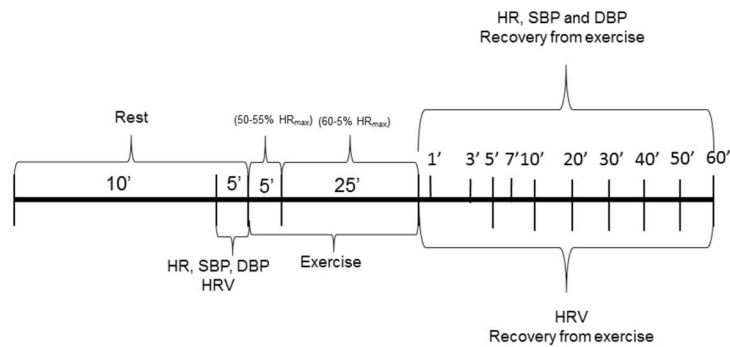 HR, SBP and DBP
Recovery from exercise
Rest
(50-55% HRmax) (60-5% HRmax)
1’ 3’ 5’ 7’ 10’ 20’ 30’ 40’ 50’ 60’
10’ 5’ 5’ 25’
HR, SBP, DBP
HRV
Exercise
HRV
Recovery from exercise